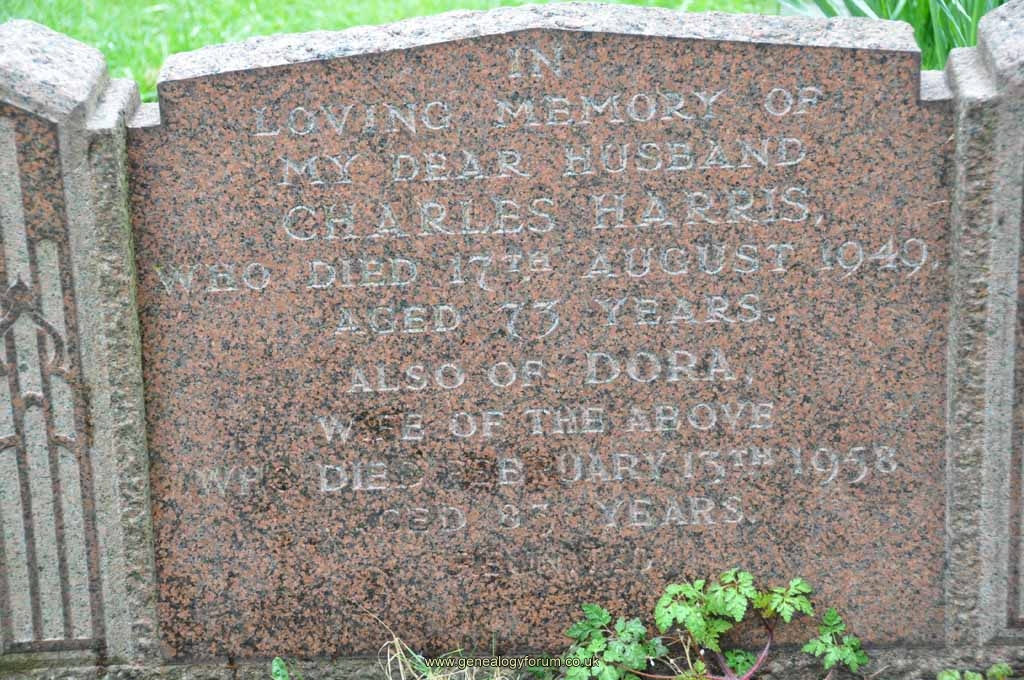 IN
LOVING MEMORY OF
MY DEAR HUSBAND
CHARLES HARRIS,
WHO DIED 17TH AUGUST 1949,
AGED 73 YEARS.
ALSO OF DORA,
WIFE OF THE ABOVE
WHO DIED FEBRUARY 15TH 1958
AGED YEARS.
www.genealogyforum.co.uk